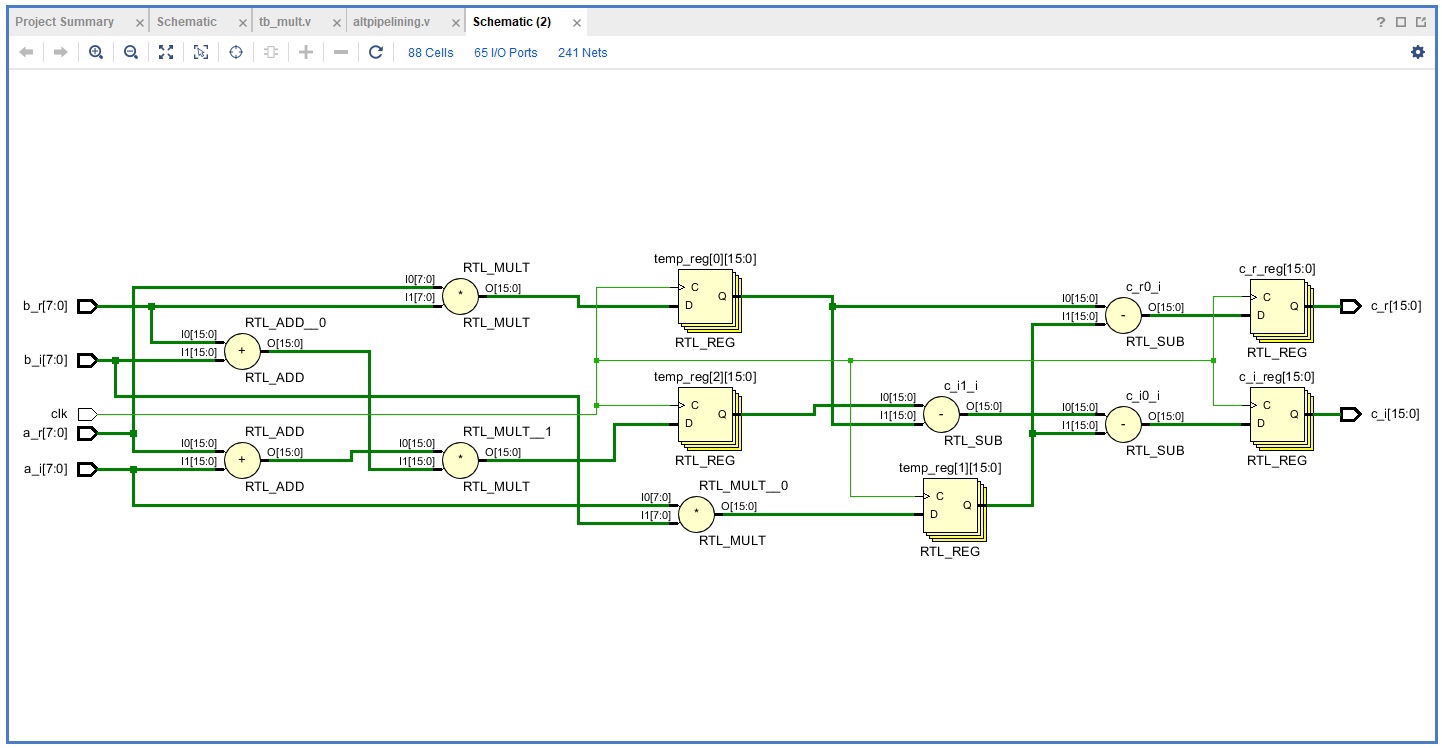 Project Summary × Schematic × tb_mult.v × altpipelining.v × Schematic (2) ×
?
88 Cells 65 I/O Ports 241 Nets
temp_reg[0][15:0]
RTL_MULT
c_r_reg[15:0]
I0[7:0] * O[15:0]
I1[7:0]
C Q
D
c_r0_i
C Q c_r[15:0]
D
b_r[7:0]
I0[15:0] - O[15:0]
I1[15:0]
RTL_ADD__0
RTL_MULT
I0[15:0] + O[15:0]
I1[15:0]
RTL_REG
RTL_SUB
RTL_REG
b_i[7:0]
RTL_ADD
temp_reg[2][15:0]
c_i1_i
c_i0_i
c_i_reg[15:0]
clk
C Q
D
I0[15:0] - O[15:0]
I1[15:0]
I0[15:0] - O[15:0]
I1[15:0]
C Q c_i[15:0]
D
a_r[7:0]
RTL_ADD
RTL_MULT__1
RTL_SUB
RTL_SUB
a_i[7:0]
I0[15:0] + O[15:0]
I1[15:0]
I0[15:0] * O[15:0]
I1[15:0]
RTL_REG
RTL_REG
temp_reg[1][15:0]
RTL_ADD
RTL_MULT
RTL_MULT__0
I0[7:0] * O[15:0]
I1[7:0]
C Q
D
RTL_MULT
RTL_REG